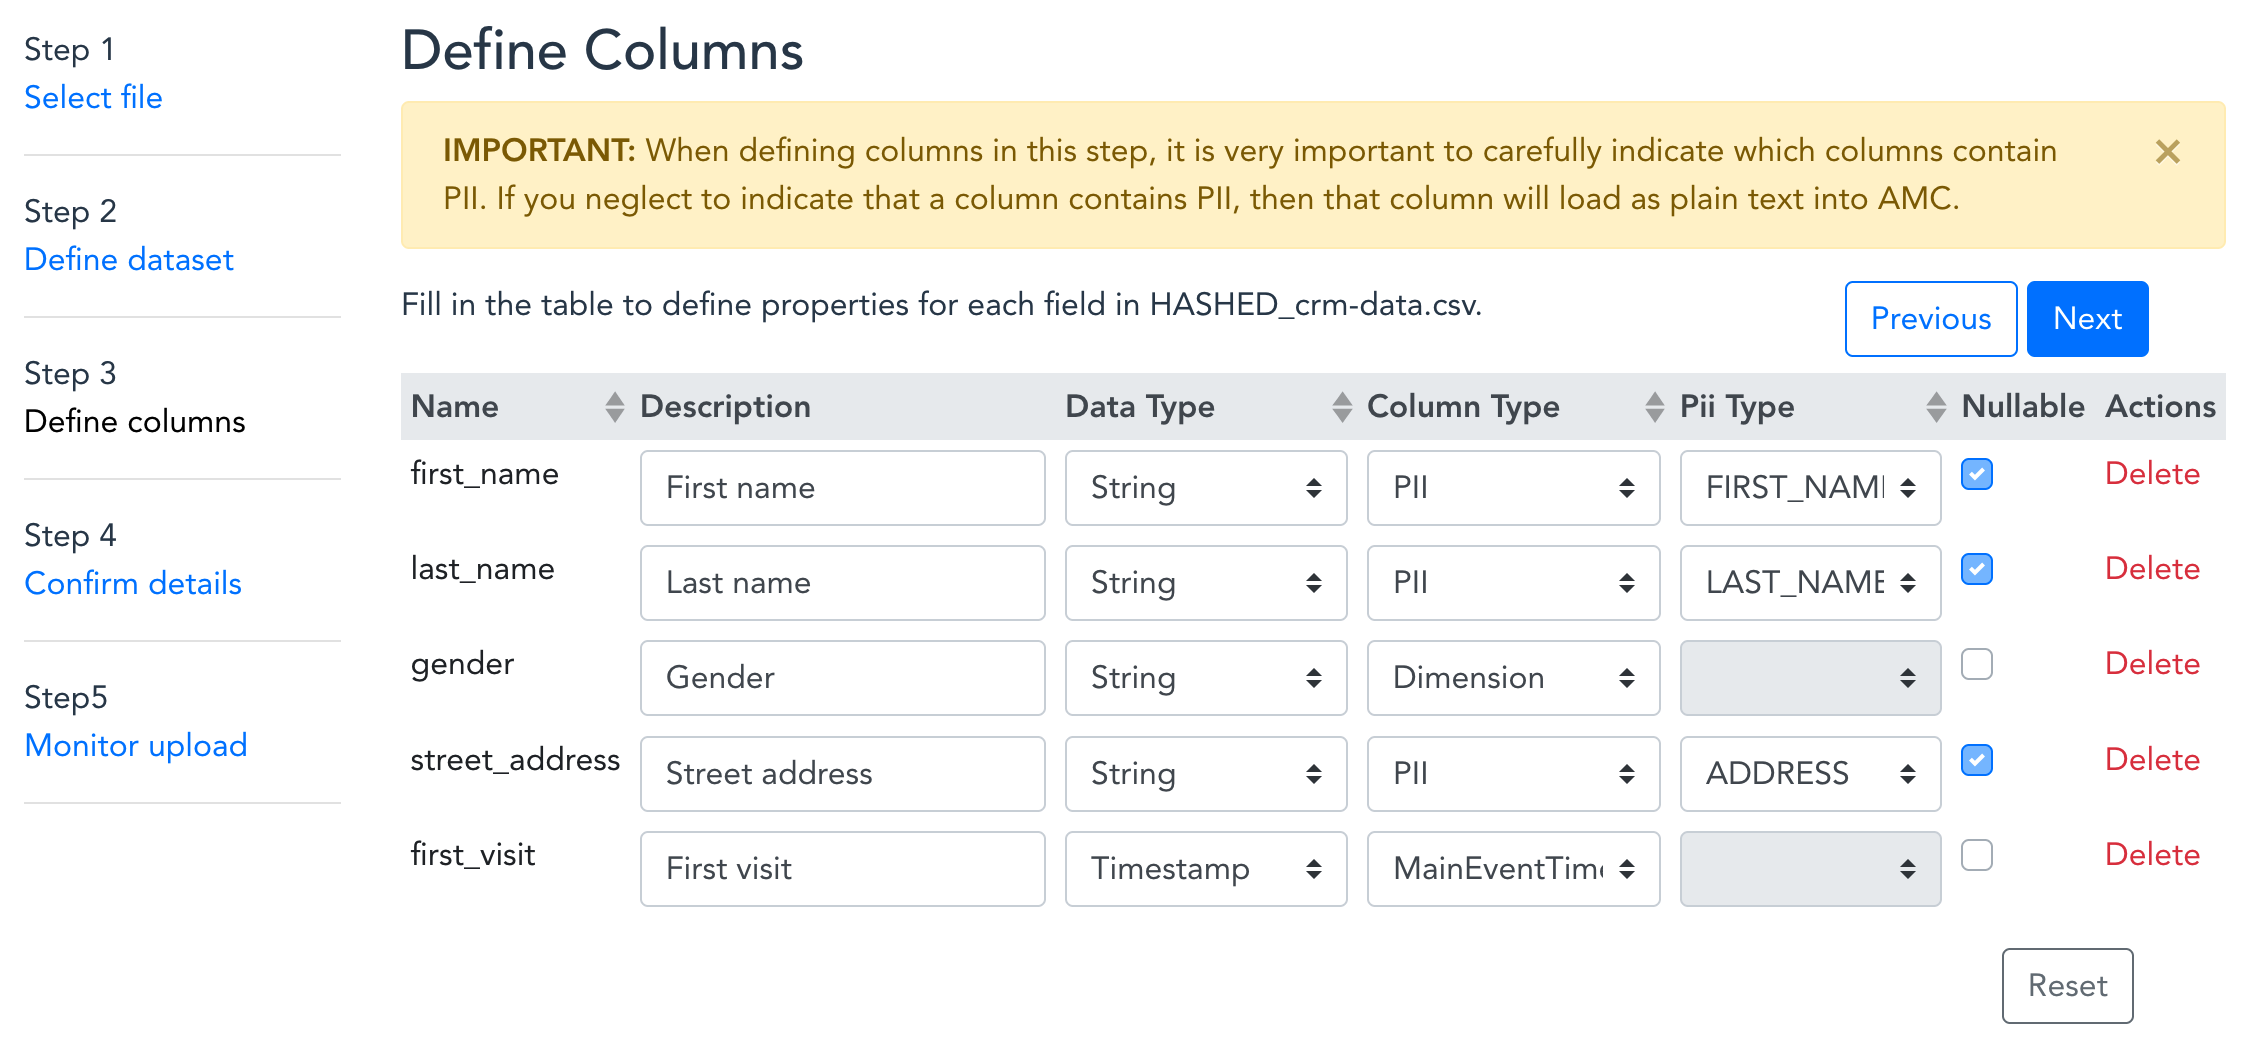 Step 1
Select file
Step 2
Define dataset
Step 3
Define columns
Step 4
Confirm details
Step5
Monitor upload
Define Columns
IMPORTANT: When defining columns in this step, it is very important to carefully indicate which columns contain
PII. If you neglect to indicate that a column contains PII, then that column will load as plain text into AMC.
Fill in the table to define properties for each field in HASHED_crm-data.csv.
Previous Next
Name Description Data Type Column Type Pii Type Nullable Actions
first_name First name String PII FIRST_NAM Delete
last_name Last name String PII LAST_NAME Delete
gender Gender String Dimension Delete
street_address Street address String PII ADDRESS Delete
first_visit First visit Timestamp MainEventTime Delete
Reset